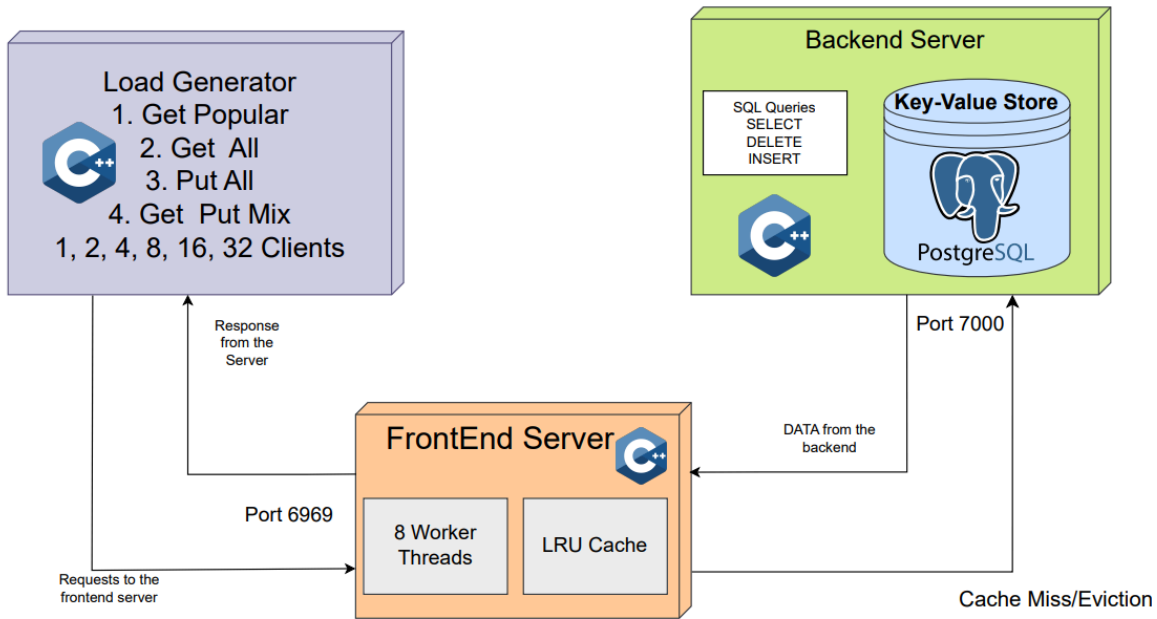 Load Generator
1. Get Popular
2. Get All
3. Put All
4. Get Put Mix
1, 2, 4, 8, 16, 32 Clients
C++
Backend Server
SQL Queries
SELECT
DELETE
INSERT
Key-Value Store
C++
PostgreSQL
Response
from the
Server
Port 7000
FrontEnd Server
C++
DATA from the
backend
Port 6969
8 Worker
Threads
LRU Cache
Requests to the
frontend server
Cache Miss/Eviction